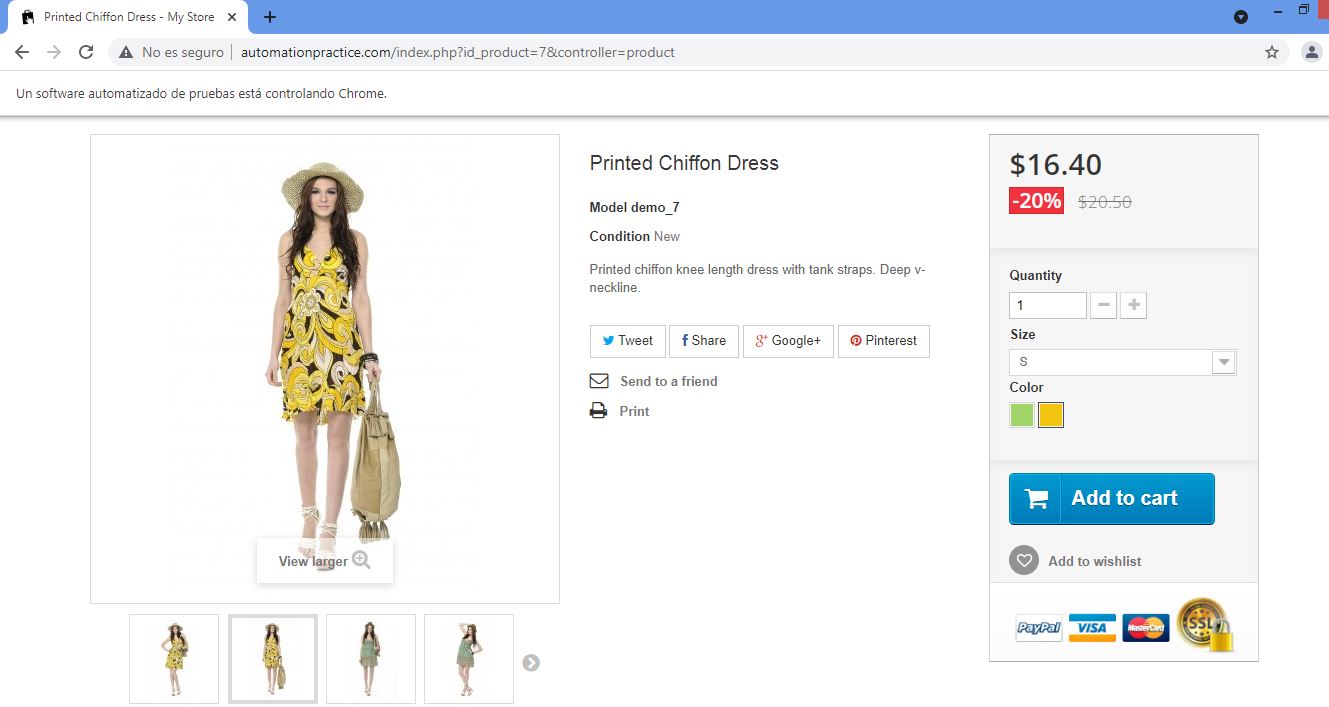 Printed Chiffon Dress - My Store
No es seguro
automationpractice.com/index.php?id_product=7&controller=product
Un software automatizado de pruebas está controlando Chrome.
View larger
Printed Chiffon Dress
Model demo_7
Condition New
Printed chiffon knee length dress with tank straps. Deep v-
neckline.
Tweet
Share
Google+
Pinterest
Send to a friend
Print
$16.40
-20% $20.50
Quantity
1
Size
S
Color
Add to cart
Add to wishlist
PayPal VISA MasterCard SSL